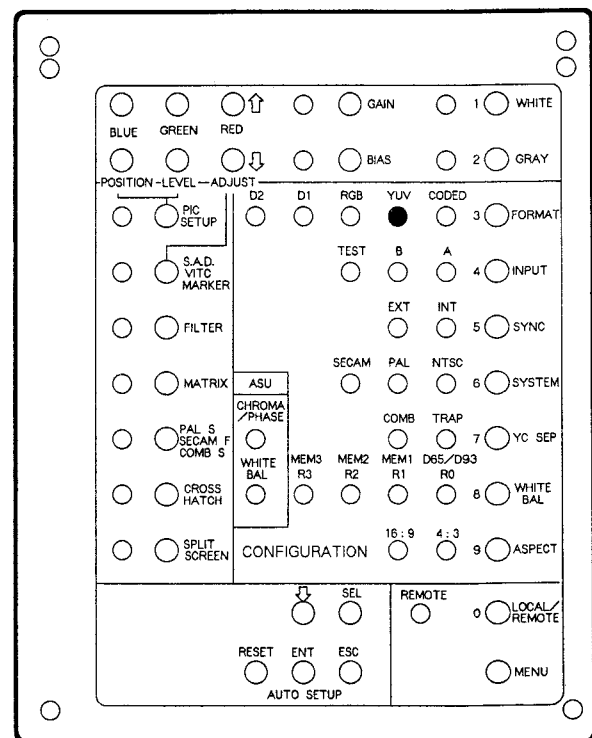 GAIN 1 WHITE
BLUE GREEN RED
BIAS 2 GRAY
POSITION LEVEL ADJUST
D2 D1 RGB YUV CODED
PIC SETUP 3 FORMAT
TEST B A
S.A.D. VITC MARKER 4 INPUT
EXT INT
FILTER 5 SYNC
SECAM PAL NTSC
MATRIX ASU 6 SYSTEM
CHROMA /PHASE COMB TRAP
PAL S SECAM F COMB S 7 YC SEP
WHITE BAL MEM3 R3 MEM2 R2 MEM1 R1 D65/D93 R0
CROSS HATCH 8 WHITE BAL
16:9 4:3
SPLIT SCREEN CONFIGURATION 9 ASPECT
SEL REMOTE 0 LOCAL/ REMOTE
RESET ENT ESC MENU
AUTO SETUP